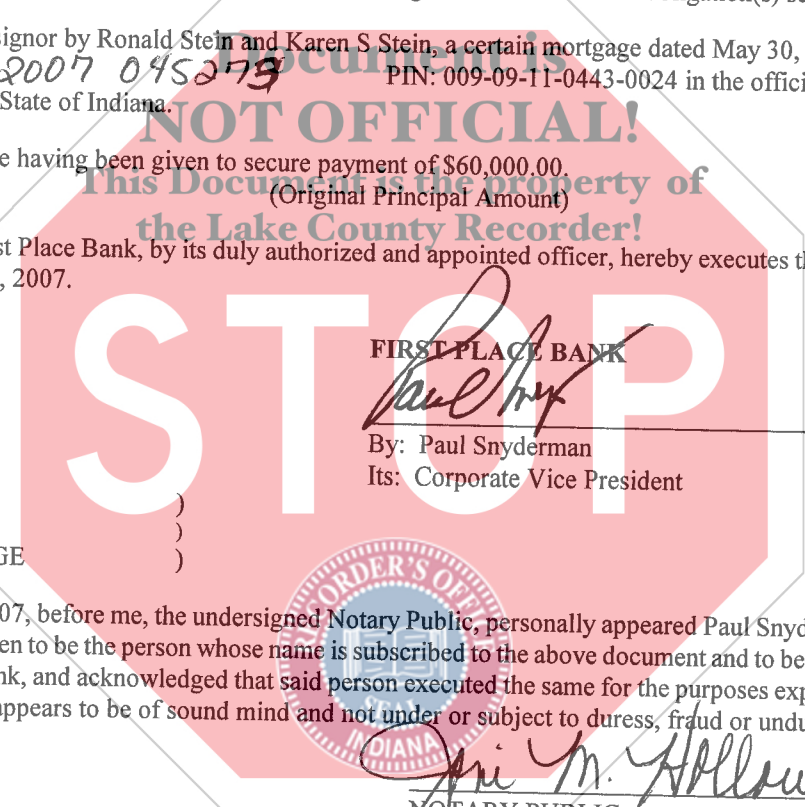 signor by Ronald Stein and Karen S Stein, a certain mortgage dated May 30,
2007 045273 PIN: 009-09-11-0443-0024 in the offici
State of Indiana.
Document is
NOT OFFICIAL!
This Document is the property of
the Lake County Recorder!
e having been given to secure payment of $60,000.00.
(Original Principal Amount)
st Place Bank, by its duly authorized and appointed officer, hereby executes th
, 2007.
STOP
FIRST PLACE BANK
By: Paul Snyderman
Its: Corporate Vice President
)
)
GE )
07, before me, the undersigned Notary Public, personally appeared Paul Snyd
en to be the person whose name is subscribed to the above document and to be
nk, and acknowledged that said person executed the same for the purposes exp
appears to be of sound mind and not under or subject to duress, fraud or undu
RECORDER'S OFFICE
SEAL
INDIANA
M. Hollow
NOTARY PUBLIC